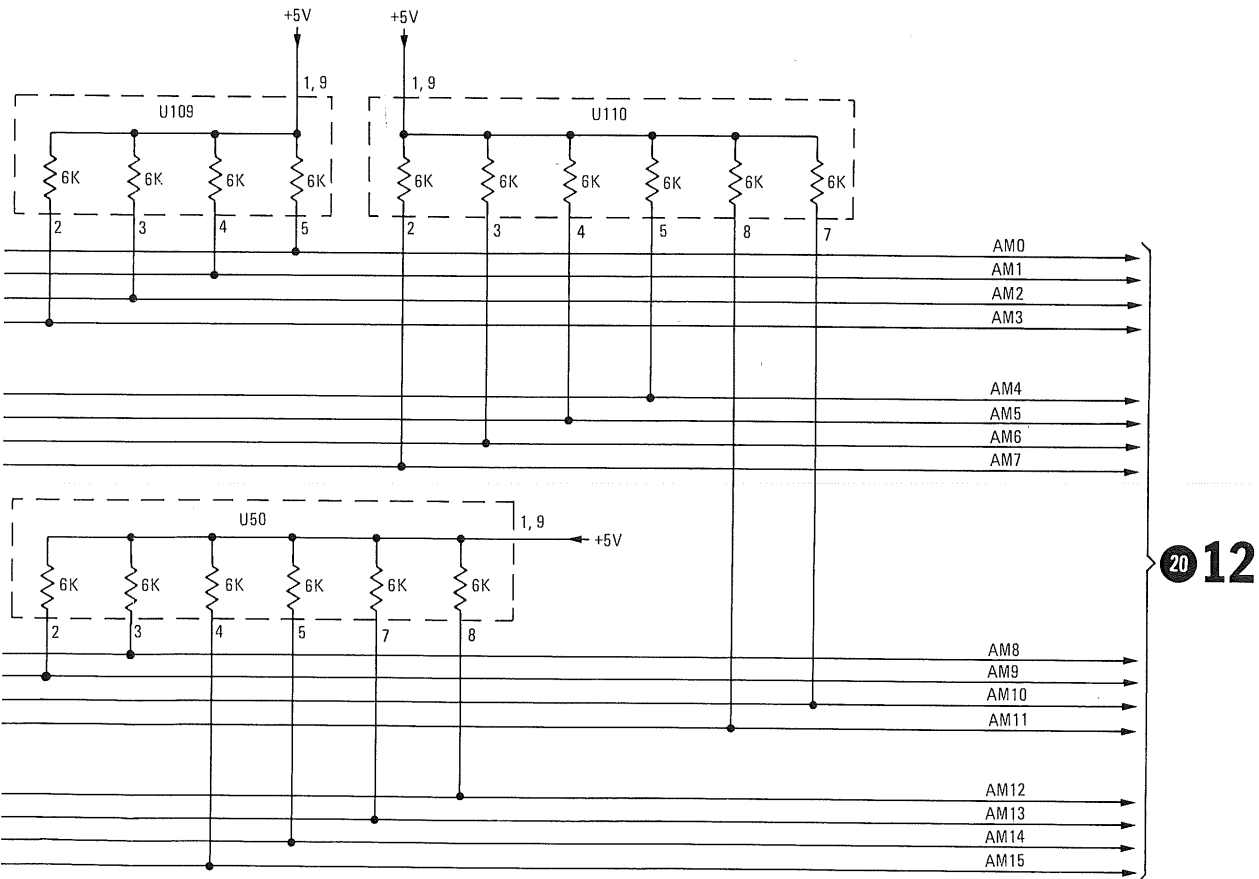 +5V +5V
1, 9 1, 9
U109 U110
6K 6K 6K 6K 6K 6K 6K 6K 6K 6K
2 3 4 5 2 3 4 5 8 7
AM0
AM1
AM2
AM3
AM4
AM5
AM6
AM7
U50 1, 9
+5V
6K 6K 6K 6K 6K 6K
20 12
2 3 4 5 7 8
AM8
AM9
AM10
AM11
AM12
AM13
AM14
AM15